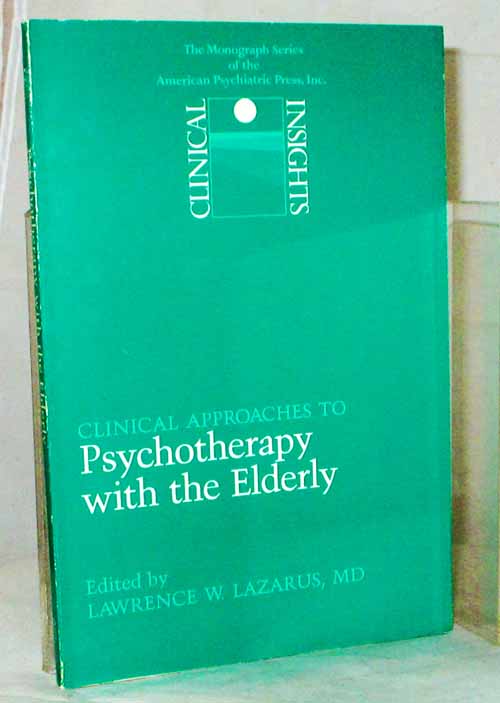 The Monograph Series
of the
American Psychiatric Press, Inc.
CLINICAL
INSIGHTS
CLINICAL APPROACHES TO
Psychotherapy
with the Elderly
Edited by
LAWRENCE W. LAZARUS, MD